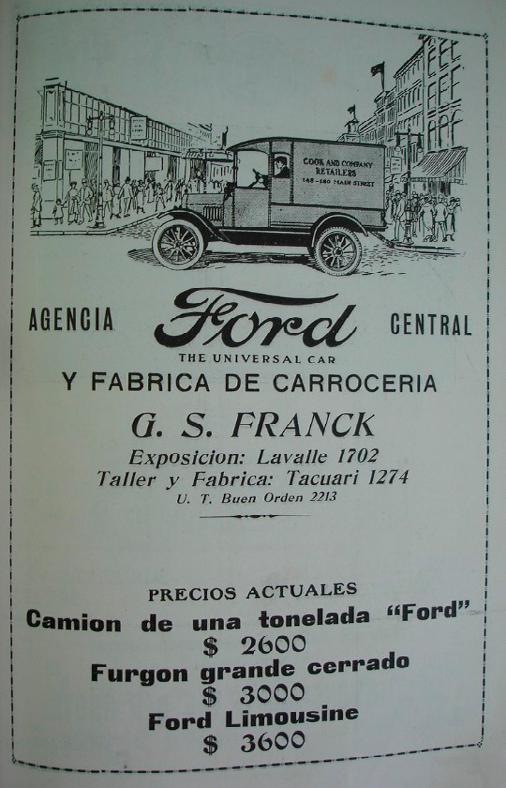 COOK AND COMPANY
RETAILERS
148-160 MAIN STREET
AGENCIA Ford CENTRAL
THE UNIVERSAL CAR
Y FABRICA DE CARROCERIA
G. S. FRANCK
Exposicion: Lavalle 1702
Taller y Fabrica: Tacuari 1274
U. T. Buen Orden 2213
PRECIOS ACTUALES
Camion de una tonelada "Ford"
$ 2600
Furgon grande cerrado
$ 3000
Ford Limousine
$ 3600